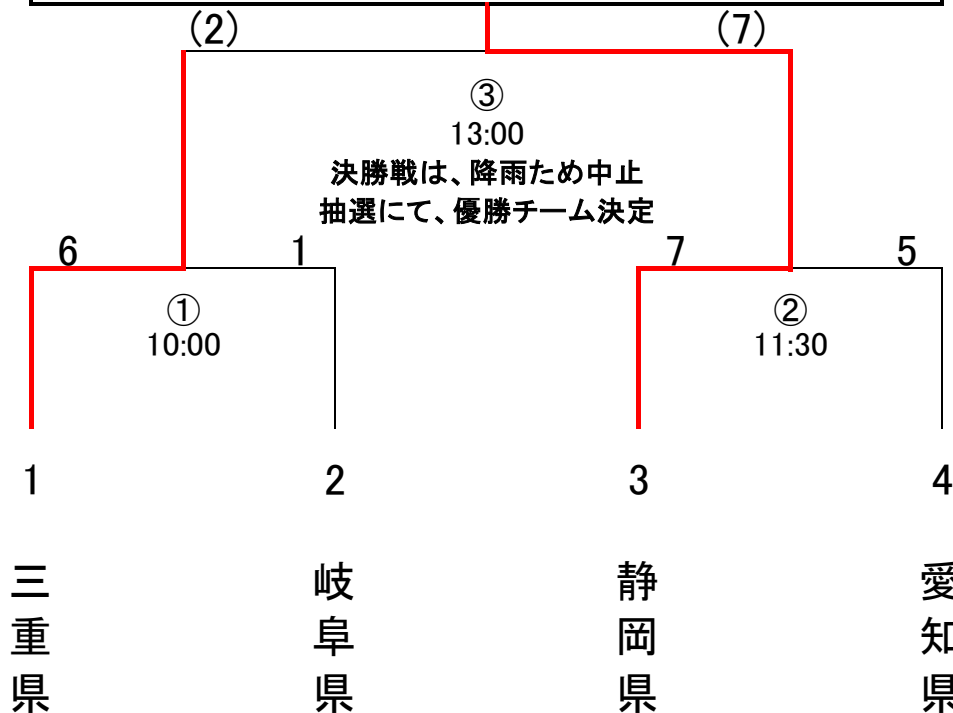 (2) (7)
③
13:00
決勝戦は、降雨ため中止
抽選にて、優勝チーム決定
6 1 7 5
① ②
10:00 11:30
1 2 3 4
三重県
岐阜県
静岡県
愛知県